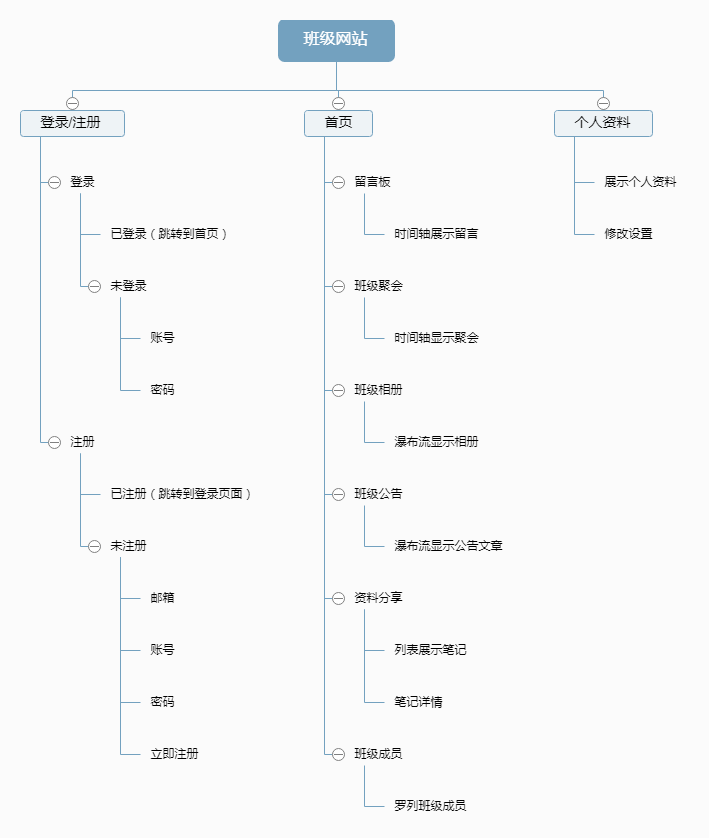 班级网站
登录/注册
登录
已登录（跳转到首页）
未登录
账号
密码
注册
已注册（跳转到登录页面）
未注册
邮箱
账号
密码
立即注册
首页
留言板
时间轴展示留言
班级聚会
时间轴显示聚会
班级相册
瀑布流显示相册
班级公告
瀑布流显示公告文章
资料分享
列表展示笔记
笔记详情
班级成员
罗列班级成员
个人资料
展示个人资料
修改设置